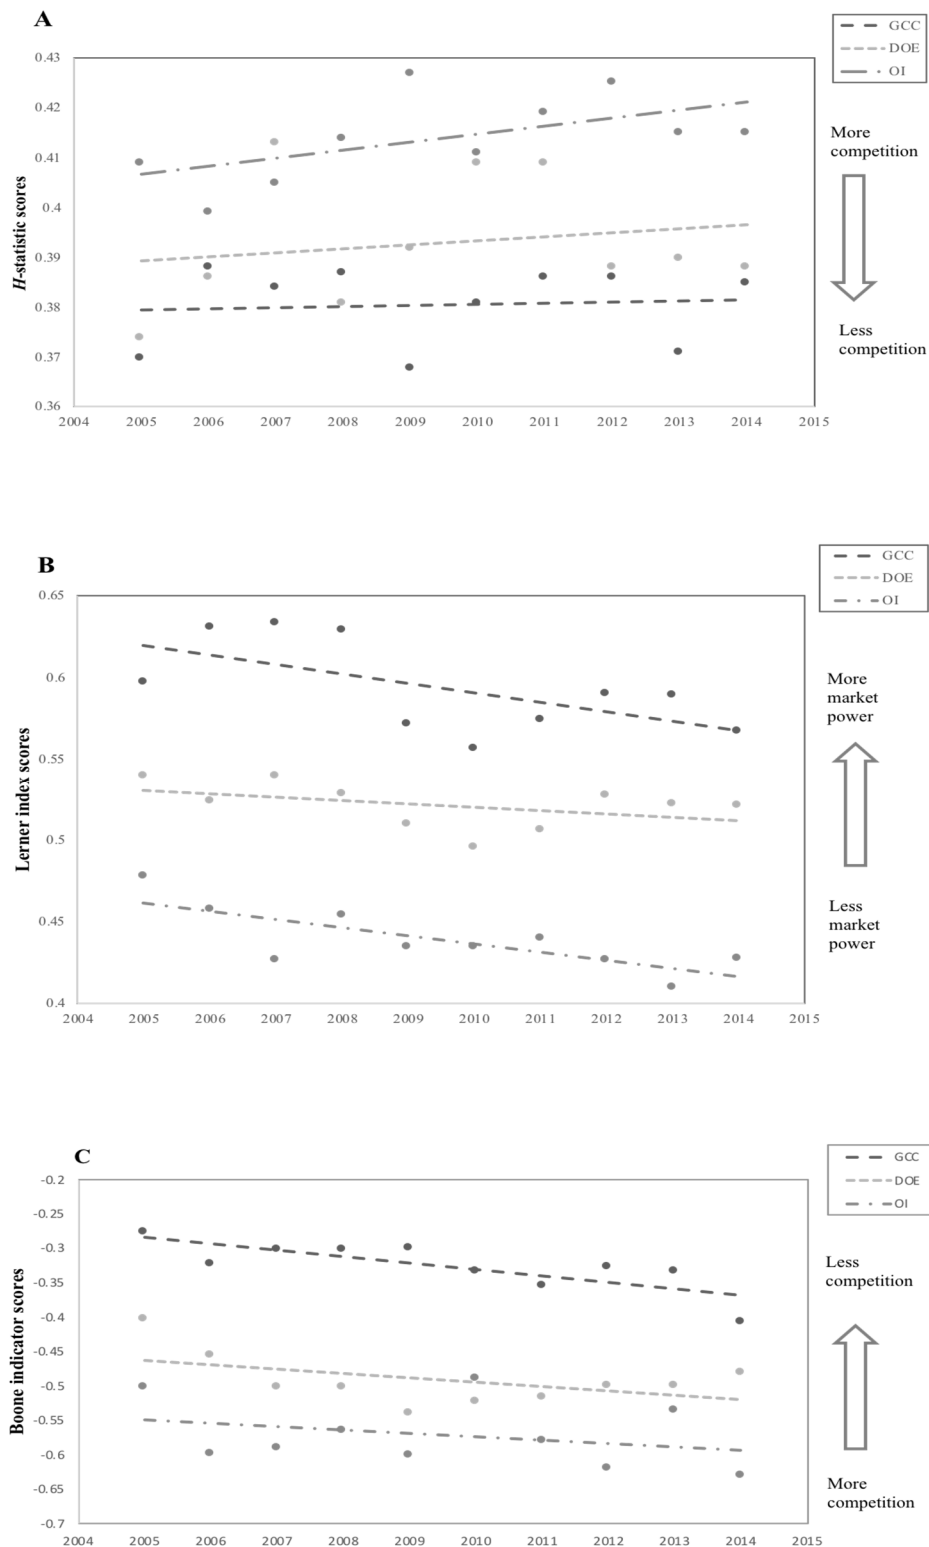 A
GCC
DOE
OI
0.43
0.42
0.41
0.4
0.39
0.38
0.37
0.36
H-statistic scores
2004 2005 2006 2007 2008 2009 2010 2011 2012 2013 2014 2015
More
competition
Less
competition
B
GCC
DOE
OI
0.65
0.6
0.55
0.5
0.45
0.4
Lerner index scores
2004 2005 2006 2007 2008 2009 2010 2011 2012 2013 2014 2015
More
market
power
Less
market
power
C
GCC
DOE
OI
-0.2
-0.25
-0.3
-0.35
-0.4
-0.45
-0.5
-0.55
-0.6
-0.65
-0.7
Boone indicator scores
2004 2005 2006 2007 2008 2009 2010 2011 2012 2013 2014 2015
Less
competition
More
competition